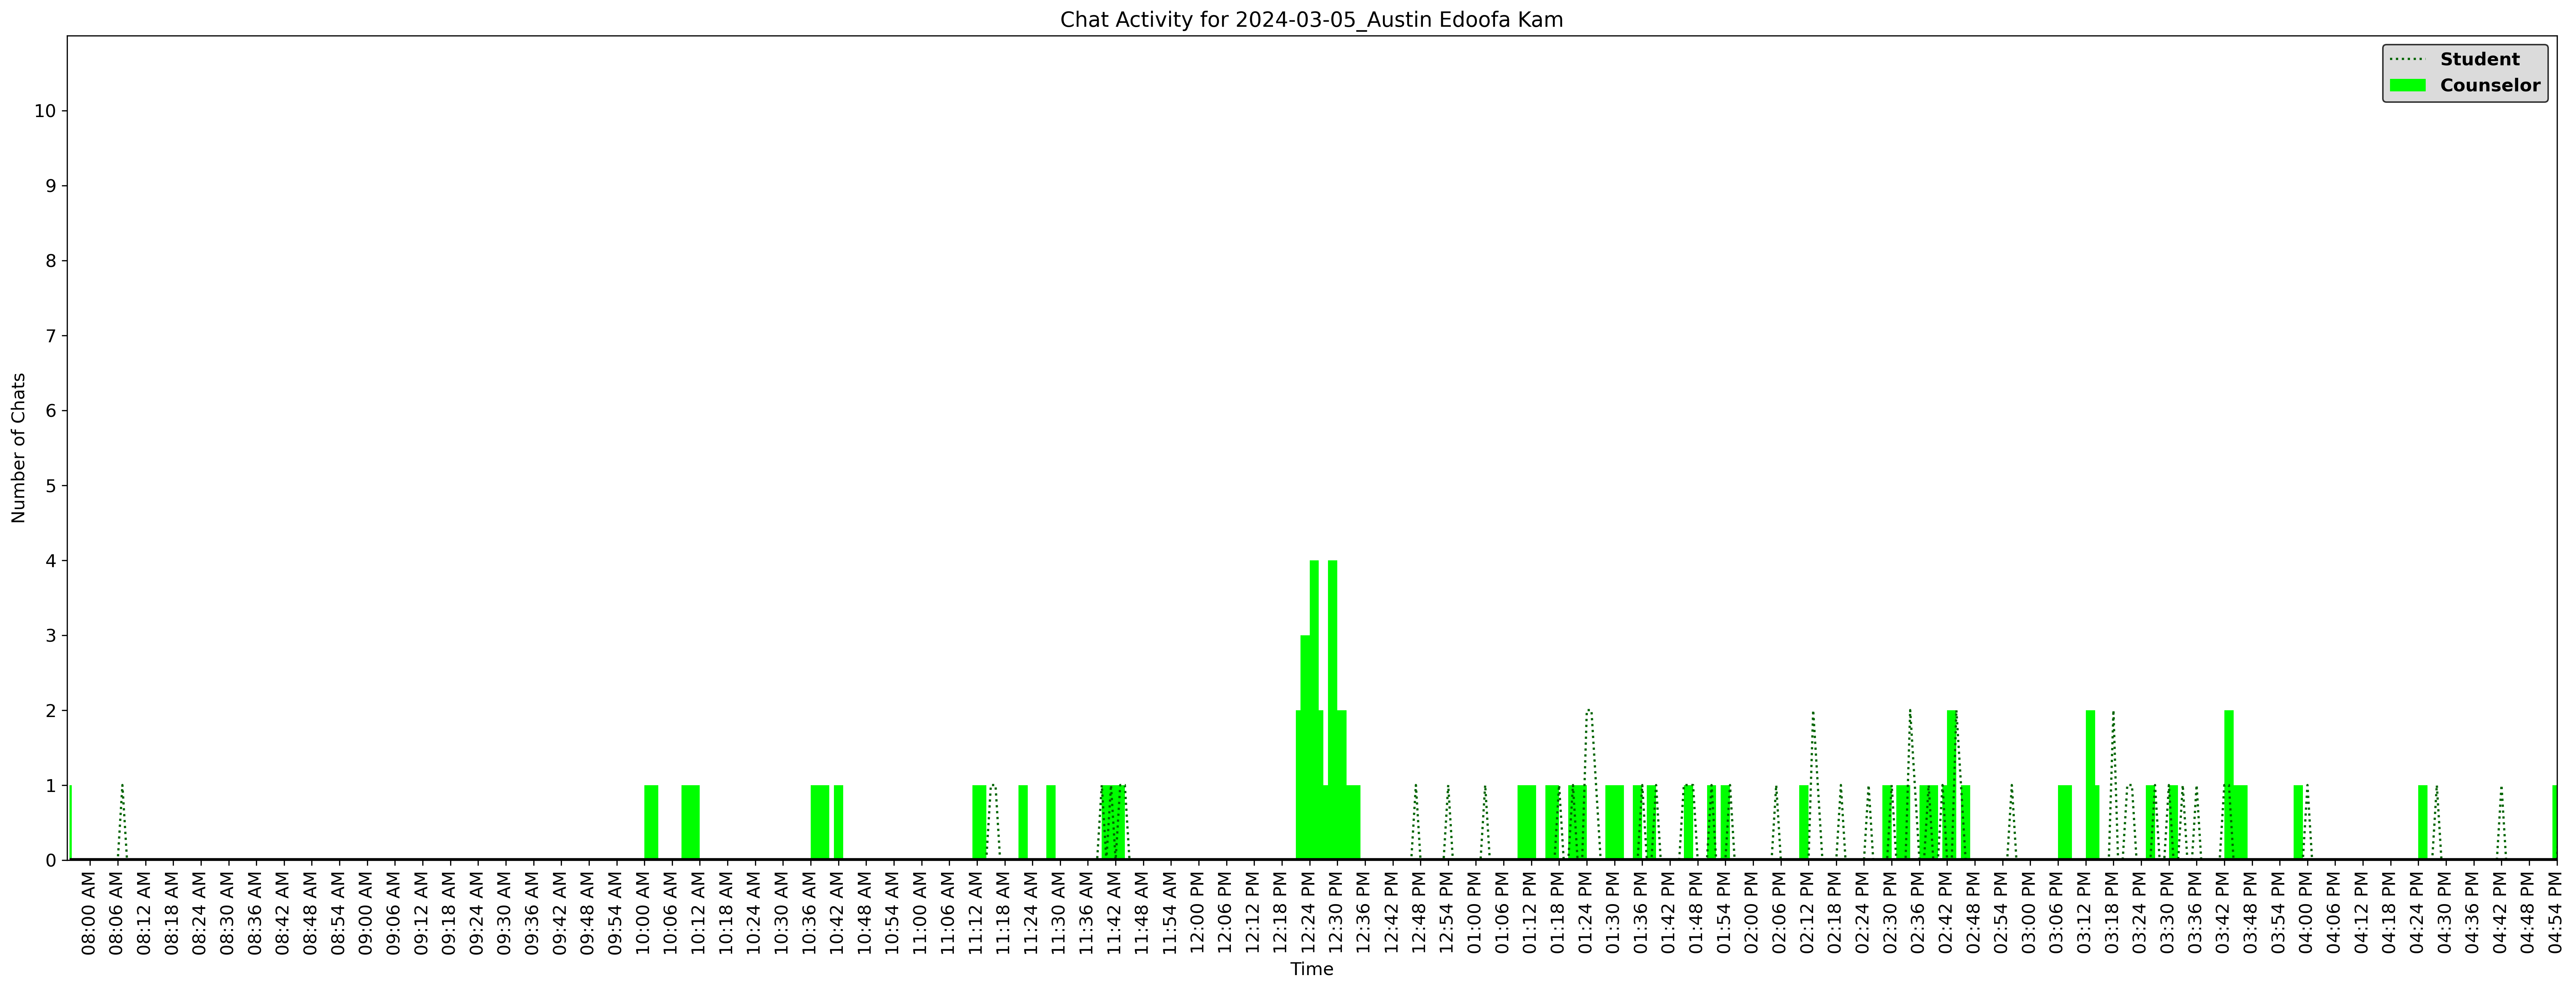 Chat Activity for 2024-03-05_Austin Edoofa Kam
Student
Counselor
10
9
8
7
6
5
4
3
2
1
0
Number of Chats
08:00 AM
08:06 AM
08:12 AM
08:18 AM
08:24 AM
08:30 AM
08:36 AM
08:42 AM
08:48 AM
08:54 AM
09:00 AM
09:06 AM
09:12 AM
09:18 AM
09:24 AM
09:30 AM
09:36 AM
09:42 AM
09:48 AM
09:54 AM
10:00 AM
10:06 AM
10:12 AM
10:18 AM
10:24 AM
10:30 AM
10:36 AM
10:42 AM
10:48 AM
10:54 AM
11:00 AM
11:06 AM
11:12 AM
11:18 AM
11:24 AM
11:30 AM
11:36 AM
11:42 AM
11:48 AM
11:54 AM
12:00 PM
12:06 PM
12:12 PM
12:18 PM
12:24 PM
12:30 PM
12:36 PM
12:42 PM
12:48 PM
12:54 PM
01:00 PM
01:06 PM
01:12 PM
01:18 PM
01:24 PM
01:30 PM
01:36 PM
01:42 PM
01:48 PM
01:54 PM
02:00 PM
02:06 PM
02:12 PM
02:18 PM
02:24 PM
02:30 PM
02:36 PM
02:42 PM
02:48 PM
02:54 PM
03:00 PM
03:06 PM
03:12 PM
03:18 PM
03:24 PM
03:30 PM
03:36 PM
03:42 PM
03:48 PM
03:54 PM
04:00 PM
04:06 PM
04:12 PM
04:18 PM
04:24 PM
04:30 PM
04:36 PM
04:42 PM
04:48 PM
04:54 PM
Time